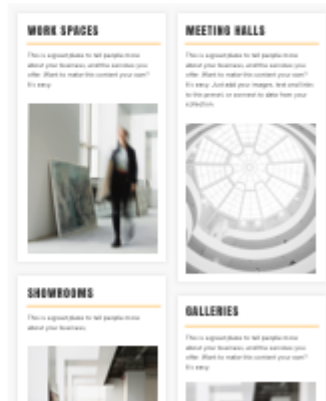 WORK SPACES
This is a great place to tell people more
about your business, and the services you
offer. Want to make this content your own?
It's easy.
MEETING HALLS
This is a great place to tell people more
about your business, and the services you
offer. Want to make this content your own?
It's easy. Just add your images, text and links
to this preset, or connect to data from your
collection.
SHOWROOMS
This is a great place to tell people more
about your business.
GALLERIES
This is a great place to tell people more
about your business, and the services you
offer. Want to make this content your own?
It's easy.